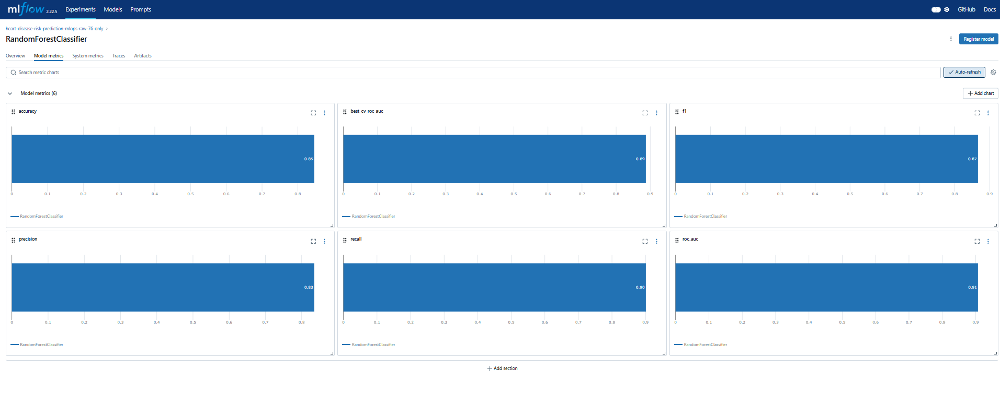 mlflow 2.22.5 Experiments Models Prompts GitHub Docs
heart-disease-risk-prediction-mlops-raw-76-only
RandomForestClassifier
Register model
Overview Model metrics System metrics Traces Artifacts
Search metric charts
Auto-refresh
Model metrics (6)
Add chart
accuracy
0.85
0 0.1 0.2 0.3 0.4 0.5 0.6 0.7 0.8
RandomForestClassifier
best_cv_roc_auc
0.89
0 0.1 0.2 0.3 0.4 0.5 0.6 0.7 0.8 0.9
RandomForestClassifier
f1
0.87
0 0.1 0.2 0.3 0.4 0.5 0.6 0.7 0.8 0.9
RandomForestClassifier
precision
0.83
0 0.1 0.2 0.3 0.4 0.5 0.6 0.7 0.8
RandomForestClassifier
recall
0.90
0 0.1 0.2 0.3 0.4 0.5 0.6 0.7 0.8 0.9
RandomForestClassifier
roc_auc
0.91
0 0.1 0.2 0.3 0.4 0.5 0.6 0.7 0.8 0.9
RandomForestClassifier
Add section